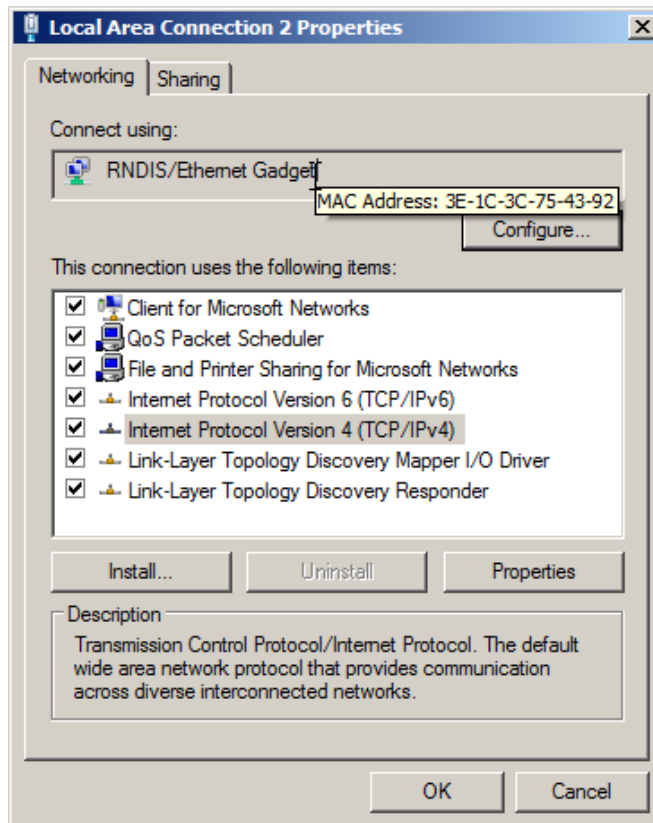 Local Area Connection 2 Properties
Networking
Sharing
Connect using:
RNDIS/Ethernet Gadget
MAC Address: 3E-1C-3C-75-43-92
Configure...
This connection uses the following items:
Client for Microsoft Networks
QoS Packet Scheduler
File and Printer Sharing for Microsoft Networks
Internet Protocol Version 6 (TCP/IPv6)
Internet Protocol Version 4 (TCP/IPv4)
Link-Layer Topology Discovery Mapper I/O Driver
Link-Layer Topology Discovery Responder
Install...
Uninstall
Properties
Description
Transmission Control Protocol/Internet Protocol. The default
wide area network protocol that provides communication
across diverse interconnected networks.
OK
Cancel